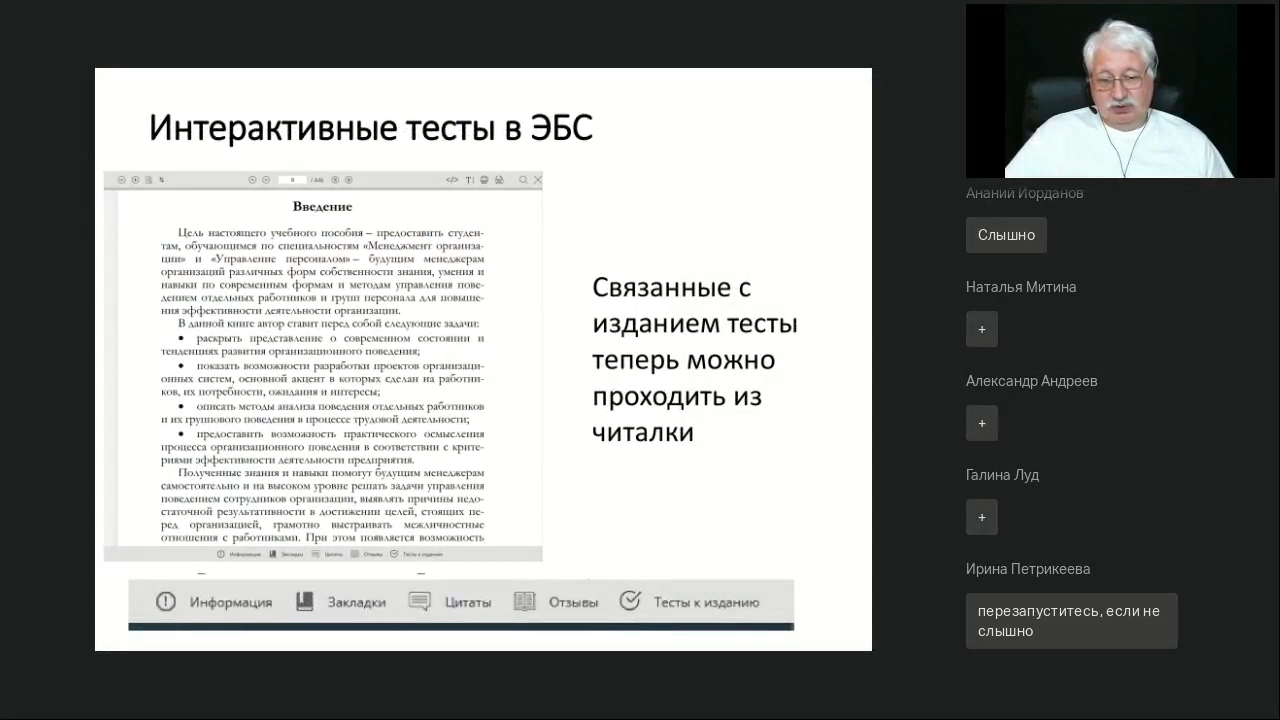 Интерактивные тесты в ЭБС
Введение
Цель настоящего учебного пособия – предоставить студен-
там, обучающимся по специальностям «Менеджмент организа-
ции» и «Управление персоналом» – будущим менеджерам
организаций различных форм собственности знания, умения и
навыки по современным формам и методам управления пове-
дением отдельных работников и групп персонала для повыше-
ния эффективности деятельности организации.
В данной книге автор ставит перед собой следующие задачи:
• раскрыть представление о современном состоянии и
тенденциях развития организационного поведения;
• показать возможности разработки проектов организаци-
онных систем, основной акцент в которых сделан на работни-
ков, их потребности, ожидания и интересы;
• описать методы анализа поведения отдельных работников
и их группового поведения в процессе трудовой деятельности;
• предоставить возможность практического осмысления
процесса организационного поведения в соответствии с крите-
риями эффективности деятельности предприятия.
Полученные знания и навыки помогут будущим менеджерам
самостоятельно и на высоком уровне решать задачи управления
поведением сотрудников организации, выявлять причины недо-
статочной результативности в достижении целей, стоящих пе-
ред организацией, грамотно выстраивать межличностные
отношения с работниками. При этом появляется возможность
Информация Закладки Цитаты Отзывы Тесты к изданию
Связанные с
изданием тесты
теперь можно
проходить из
читалки
Информация Закладки Цитаты Отзывы Тесты к изданию
Ананий Иорданов
Слышно
Наталья Митина
+
Александр Андреев
+
Галина Луд
+
Ирина Петрикеева
перезапуститесь, если не
слышно